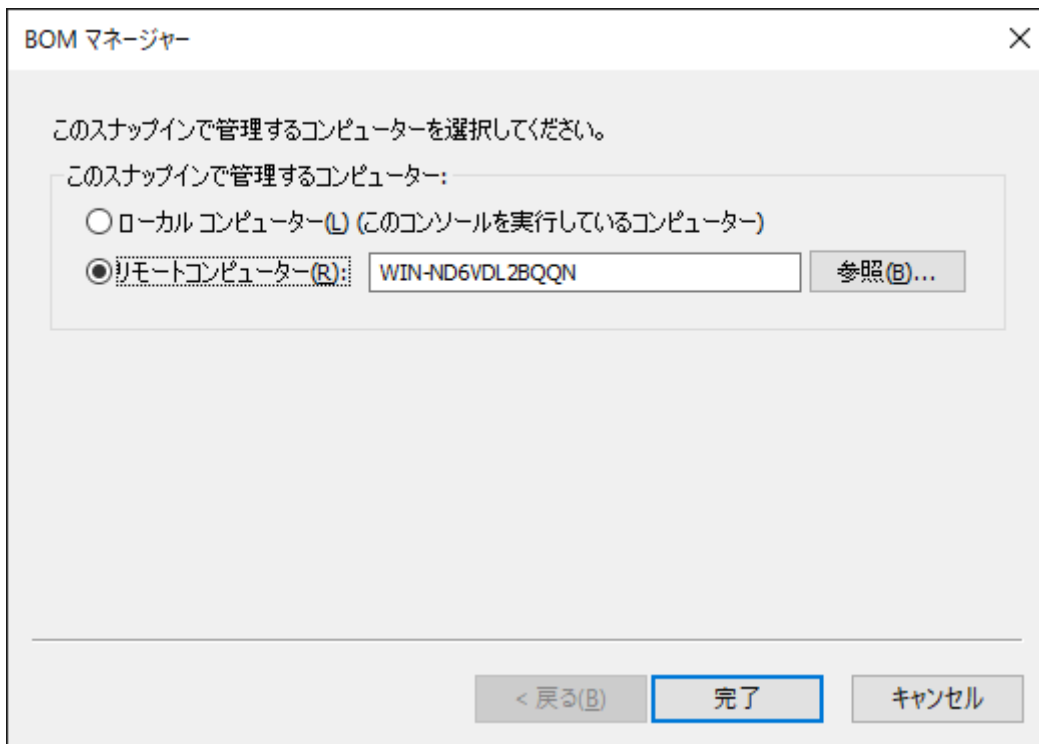 BOM マネージャー
このスナップインで管理するコンピューターを選択してください。
このスナップインで管理するコンピューター:
ローカル コンピューター(L) (このコンソールを実行しているコンピューター)
リモートコンピューター(R): WIN-ND6VDL2BQQN 参照(B)...
< 戻る(B) 完了 キャンセル